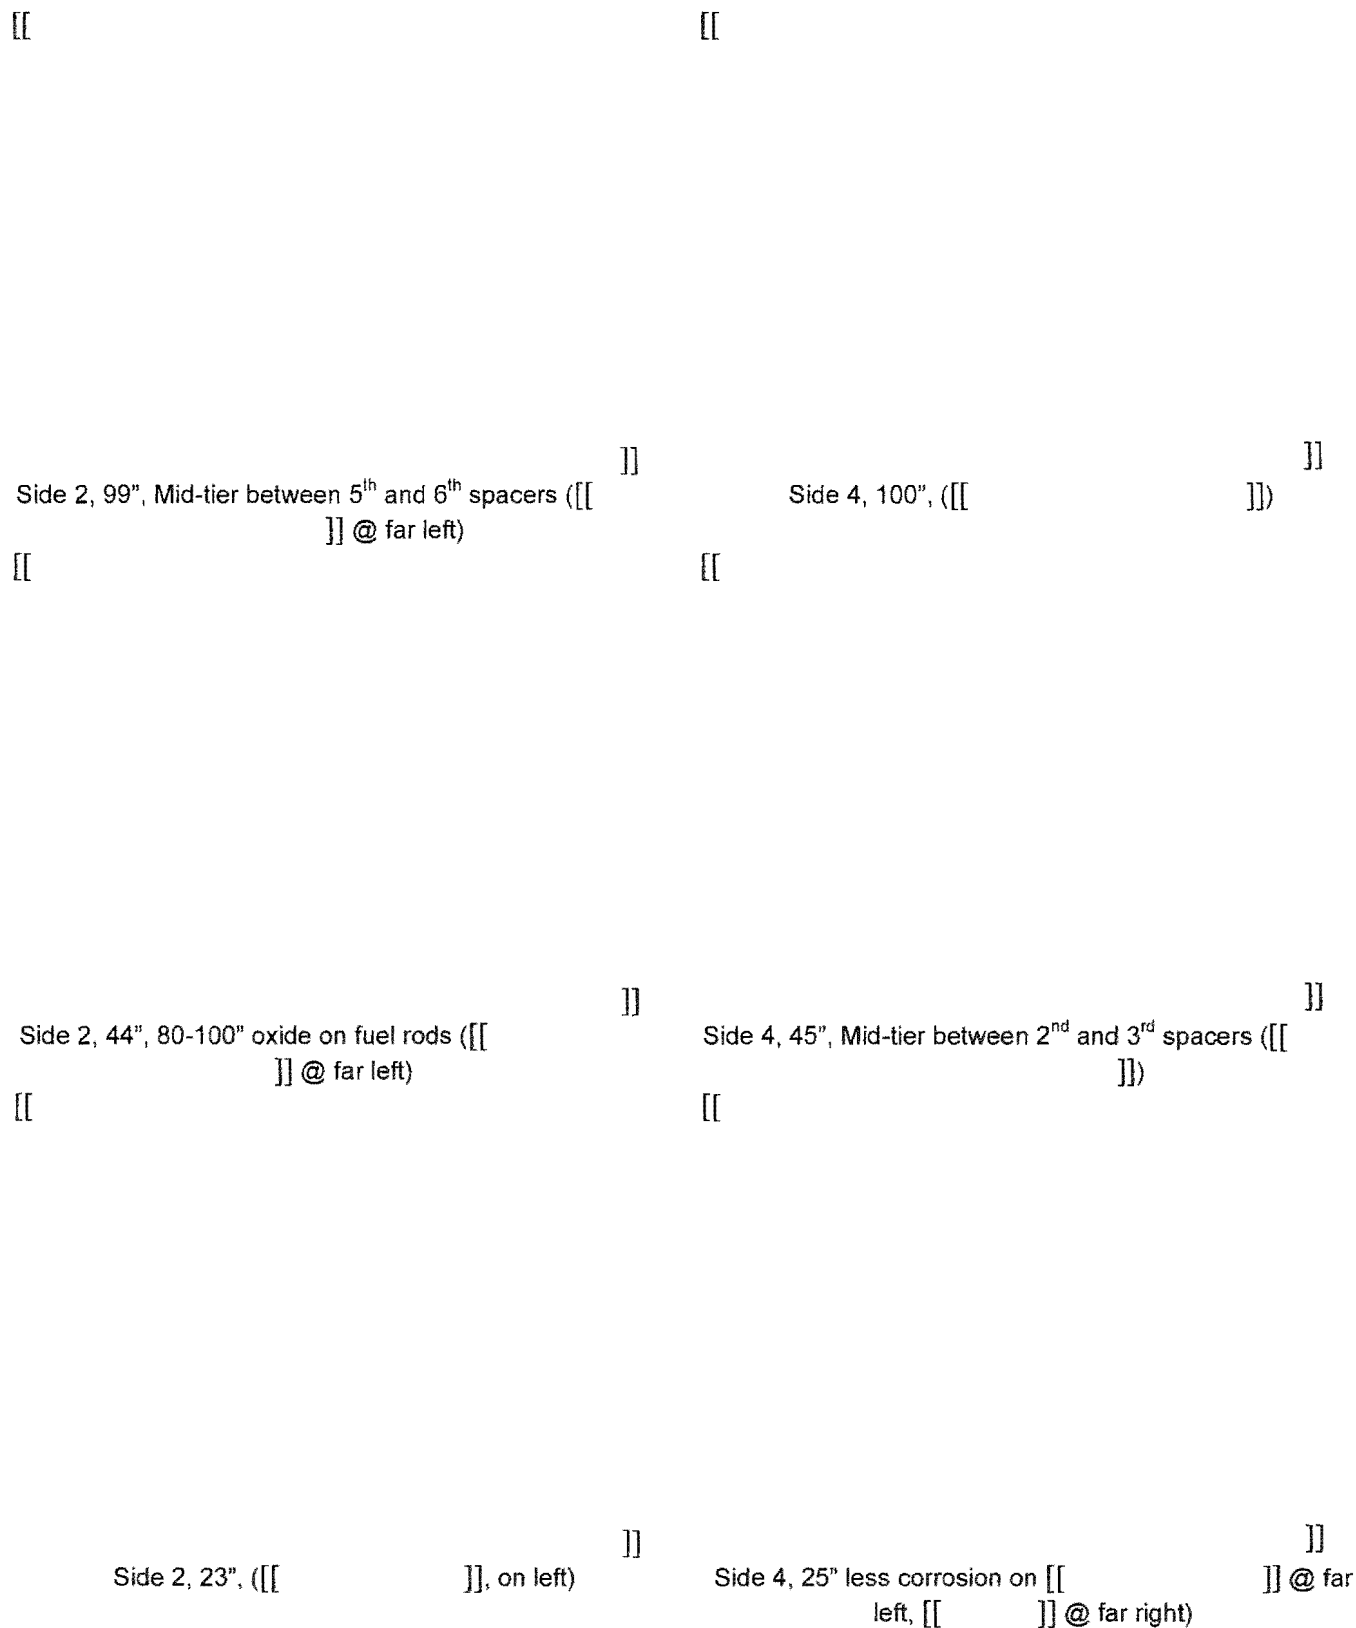 [[ [[
]] ]]
Side 2, 99", Mid-tier between 5th and 6th spacers ([[
]] @ far left)
Side 4, 100", ([[ ]])
[[ [[
]] ]]
Side 2, 44", 80-100" oxide on fuel rods ([[
]] @ far left)
Side 4, 45", Mid-tier between 2nd and 3rd spacers ([[
]])
[[ [[
]] ]]
Side 2, 23", ([[ ]], on left)
Side 4, 25" less corrosion on [[ ]] @ far
left, [[ ]] @ far right)